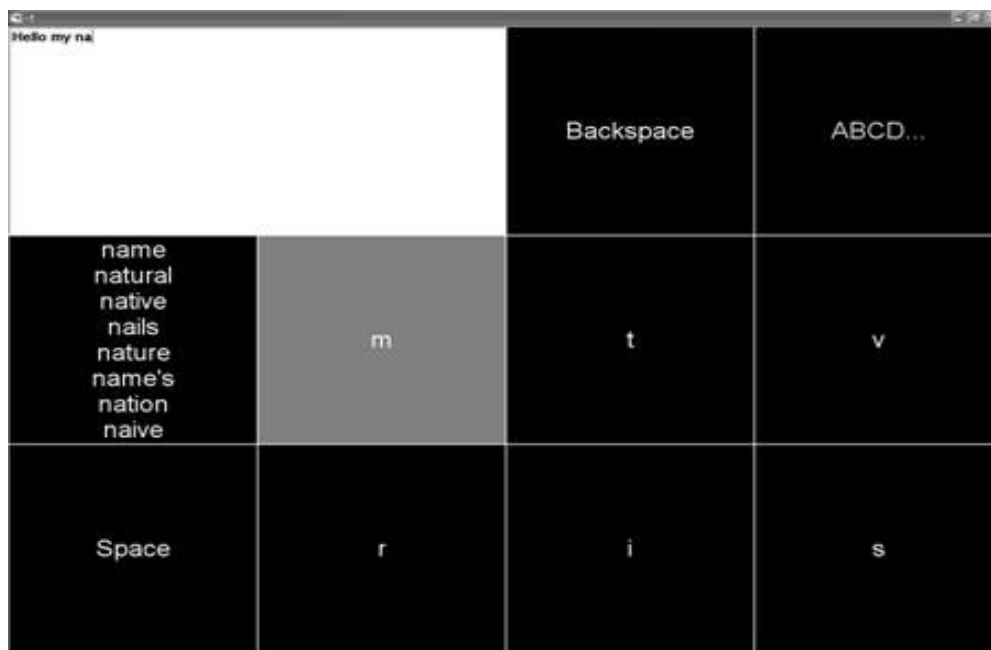 Hello my na
Backspace
ABCD...
name
natural
native
nails
nature
name's
nation
naive
m
t
v
Space
r
i
s